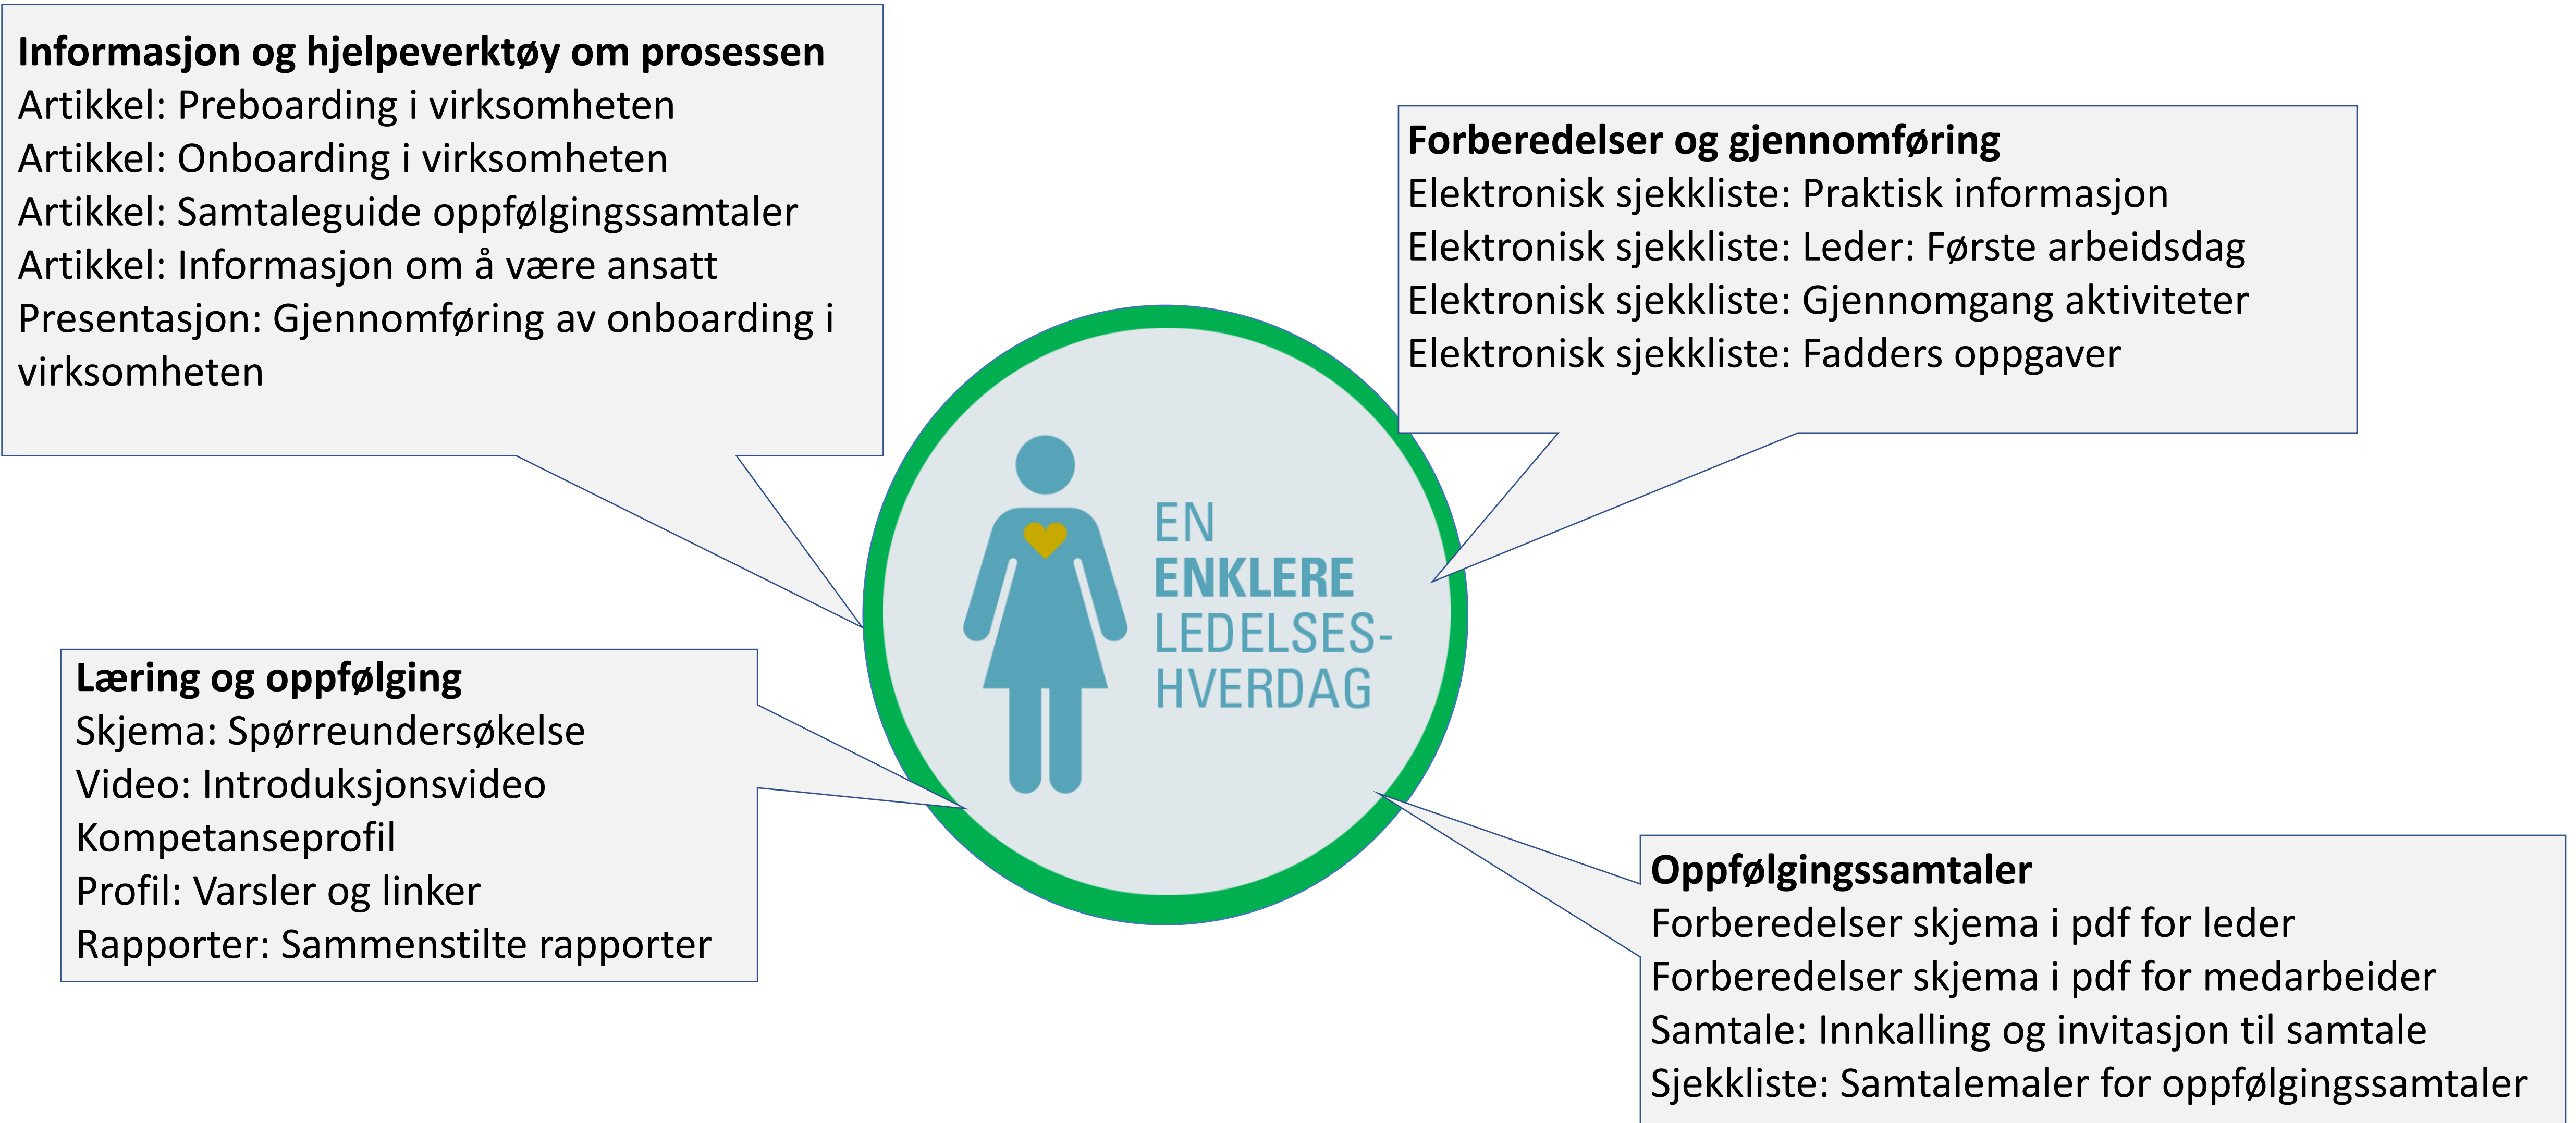 Informasjon og hjelpeverktøy om prosessen
Artikkel: Preboarding i virksomheten
Artikkel: Onboarding i virksomheten
Artikkel: Samtaleguide oppfølgingssamtaler
Artikkel: Informasjon om å være ansatt
Presentasjon: Gjennomføring av onboarding i
virksomheten
Forberedelser og gjennomføring
Elektronisk sjekkliste: Praktisk informasjon
Elektronisk sjekkliste: Leder: Første arbeidsdag
Elektronisk sjekkliste: Gjennomgang aktiviteter
Elektronisk sjekkliste: Fadders oppgaver
EN
ENKLERE
LEDELSES-
HVERDAG
Læring og oppfølging
Skjema: Spørreundersøkelse
Video: Introduksjonsvideo
Kompetanseprofil
Profil: Varsler og linker
Rapporter: Sammenstilte rapporter
Oppfølgingssamtaler
Forberedelser skjema i pdf for leder
Forberedelser skjema i pdf for medarbeider
Samtale: Innkalling og invitasjon til samtale
Sjekkliste: Samtalemaler for oppfølgingssamtaler